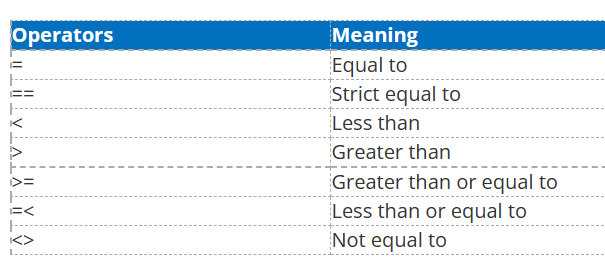 Operators Meaning
= Equal to
== Strict equal to
< Less than
> Greater than
>= Greater than or equal to
=< Less than or equal to
<> Not equal to